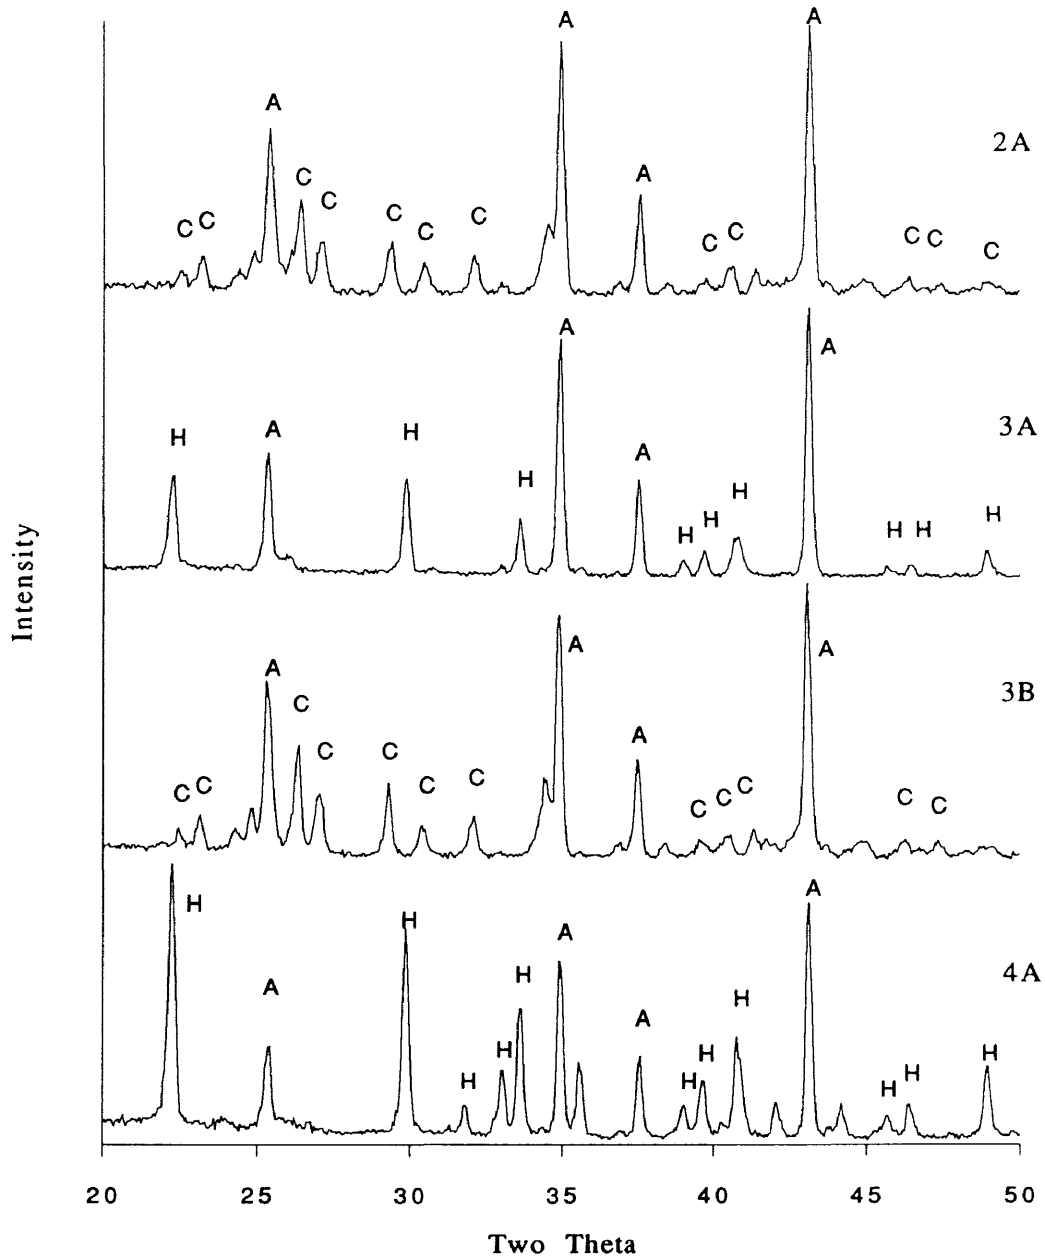 A A
A 2A
C C
C C C C
C C C C C C
A A
3A
H A H
A
H H
H H H H H
A A A
C 3B
C C A
C C C C C C C C C
A
H H A
4A
A H H
A
H H H H H H H
20 25 30 35 40 45 50
Two Theta
Intensity